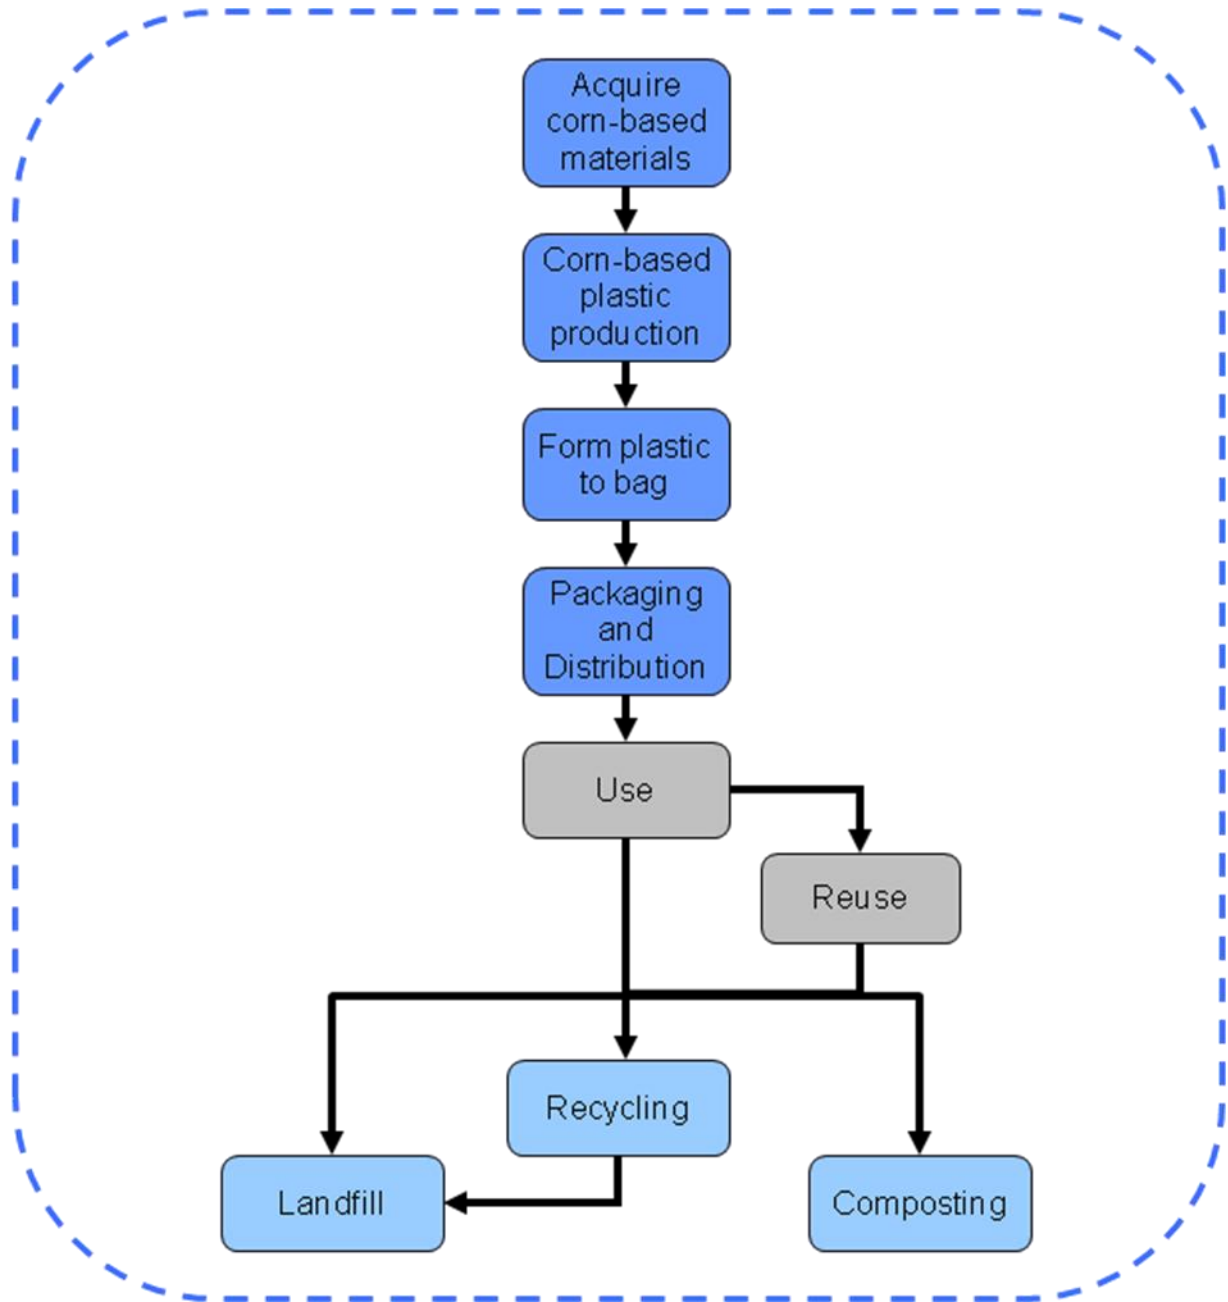 Acquire
corn-based
materials
Corn-based
plastic
production
Form plastic
to bag
Packaging
and
Distribution
Use
Reuse
Recycling
Landfill
Composting